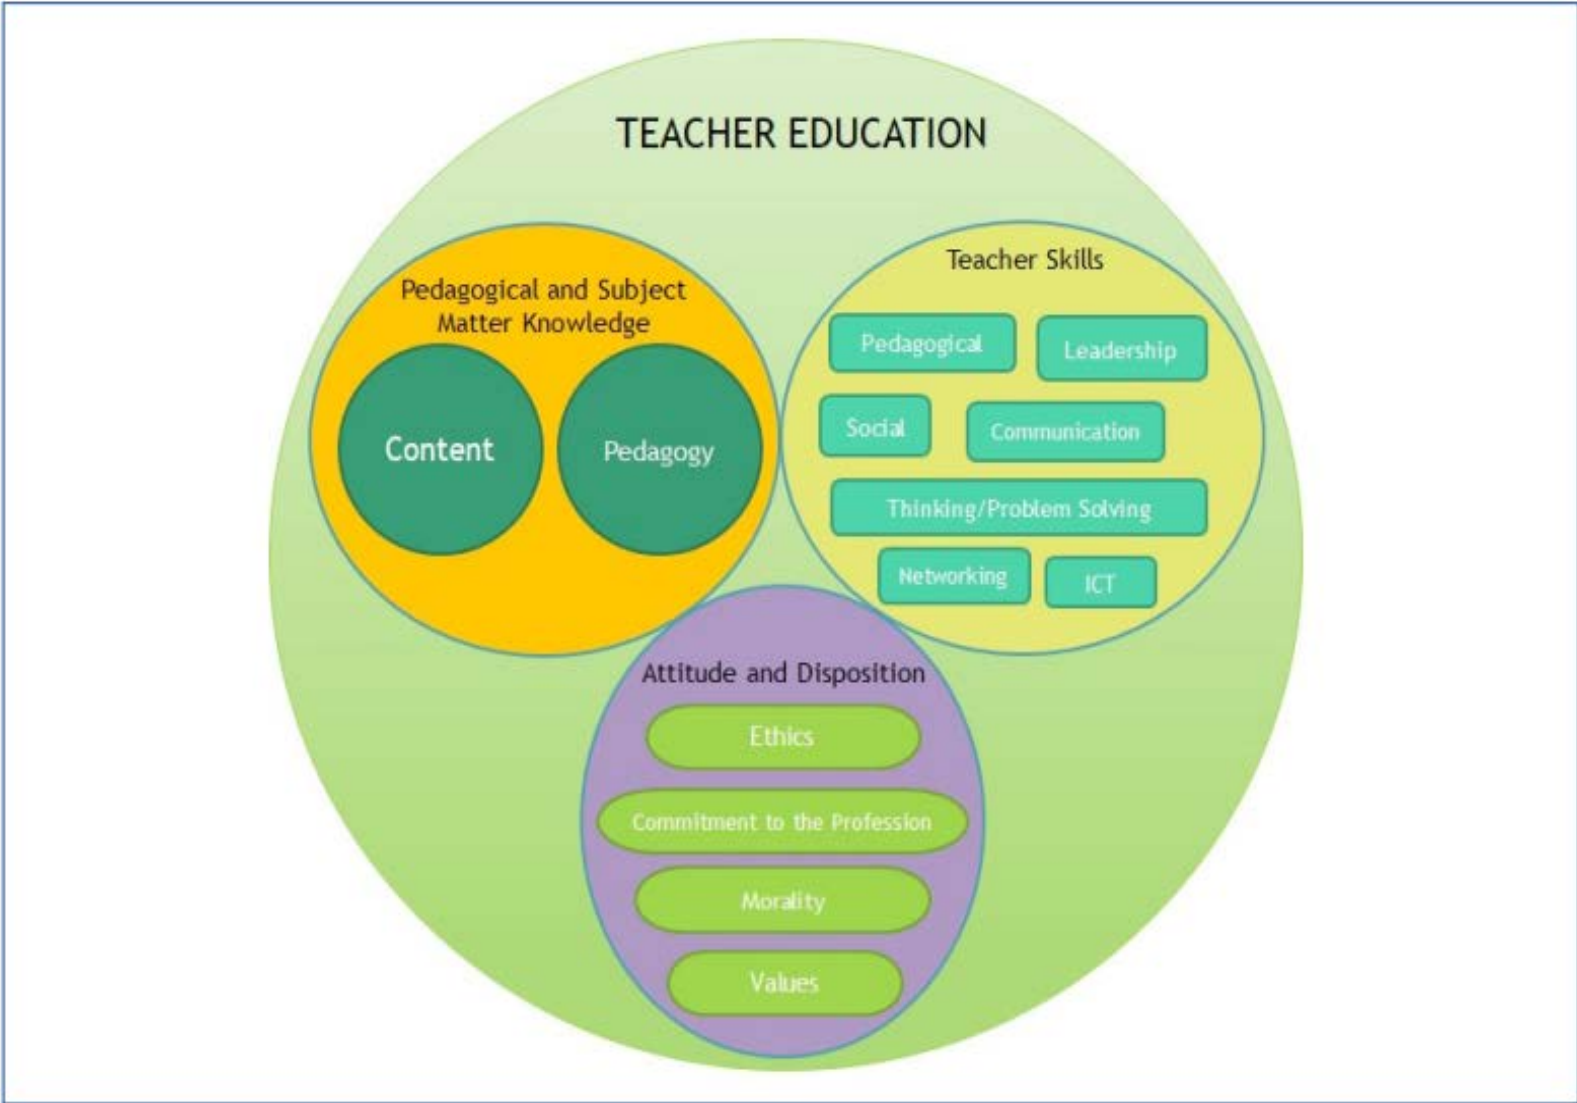 TEACHER EDUCATION
Pedagogical and Subject
Matter Knowledge
Content
Pedagogy
Teacher Skills
Pedagogical
Leadership
Social
Communication
Thinking/Problem Solving
Networking
ICT
Attitude and Disposition
Ethics
Commitment to the Profession
Morality
Values